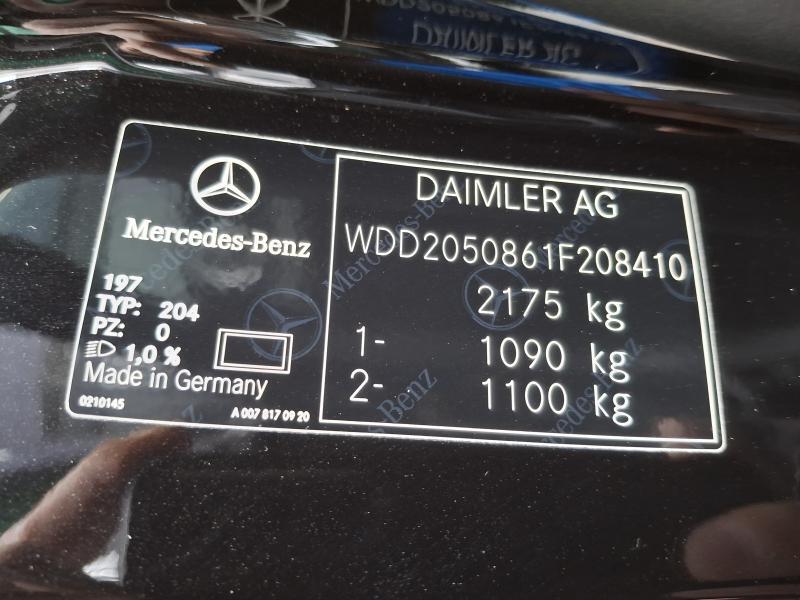 Mercedes-Benz
197
TYP: 204
PZ: 0
1,0 %
Made in Germany
0210145
A 007 817 09 20
DAIMLER AG
WDD2050861F208410
2175 kg
1- 1090 kg
2- 1100 kg